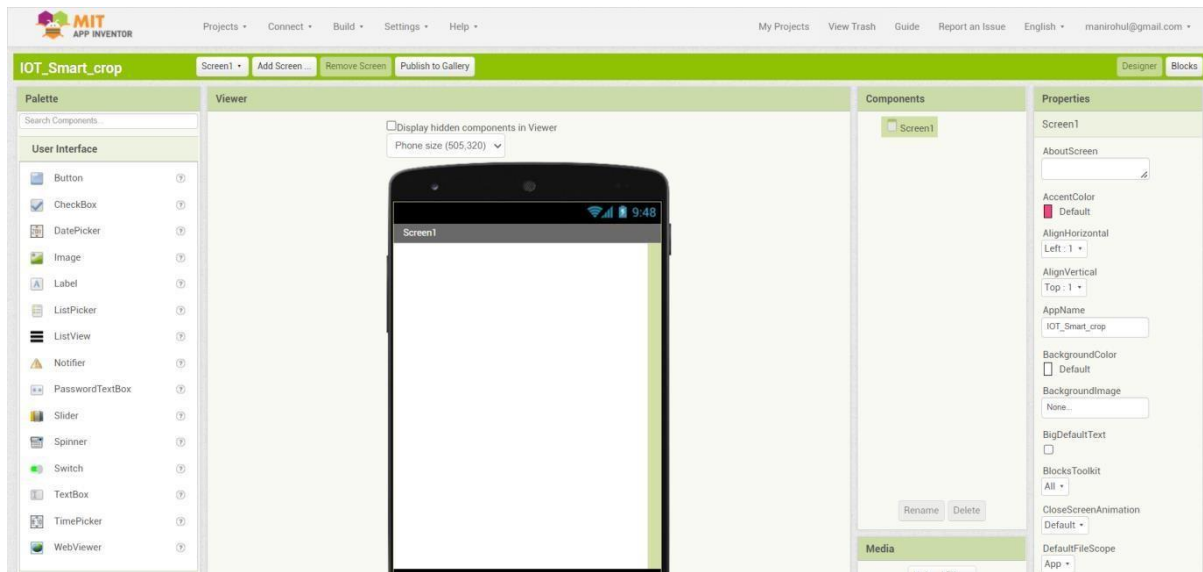 MIT
APP INVENTOR
Projects Connect Build Settings Help My Projects View Trash Guide Report an Issue English manirohul@gmail.com
IOT_Smart_crop Screen1 Add Screen ... Remove Screen Publish to Gallery Designer Blocks
Palette
Search Components...
User Interface
Button
CheckBox
DatePicker
Image
Label
ListPicker
ListView
Notifier
PasswordTextBox
Slider
Spinner
Switch
TextBox
TimePicker
WebViewer
Viewer
Display hidden components in Viewer
Phone size (505,320)
9:48
Screen1
Components
Screen1
Rename Delete
Media
Properties
Screen1
AboutScreen
AccentColor
Default
AlignHorizontal
Left : 1
AlignVertical
Top : 1
AppName
IOT_Smart_crop
BackgroundColor
Default
BackgroundImage
None...
BigDefaultText
BlocksToolkit
All
CloseScreenAnimation
Default
DefaultFileScope
App